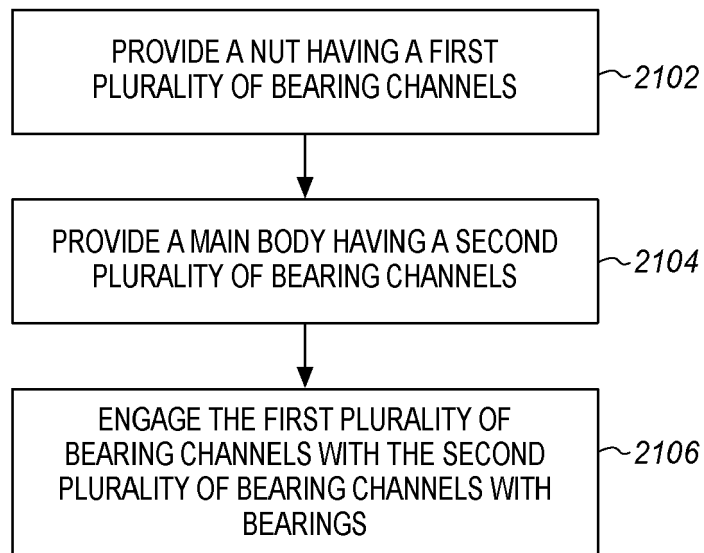 PROVIDE A NUT HAVING A FIRST
PLURALITY OF BEARING CHANNELS
2102
PROVIDE A MAIN BODY HAVING A SECOND
PLURALITY OF BEARING CHANNELS
2104
ENGAGE THE FIRST PLURALITY OF
BEARING CHANNELS WITH THE SECOND
PLURALITY OF BEARING CHANNELS WITH
BEARINGS
2106